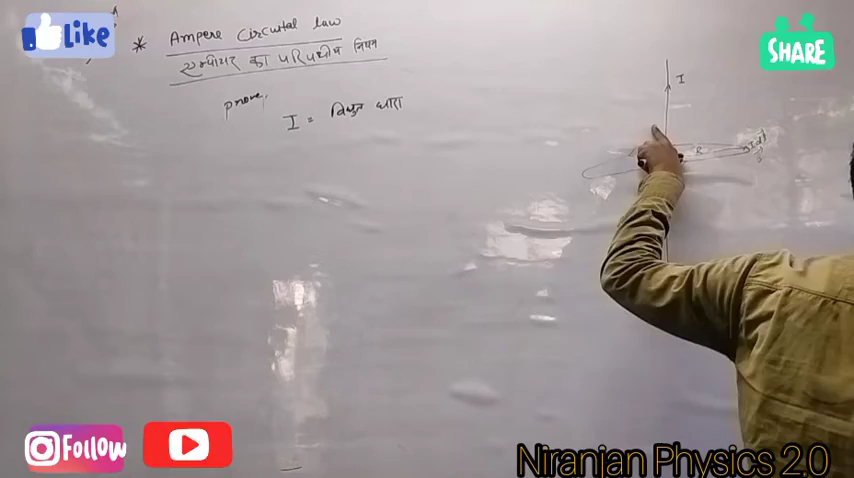 Like
* Ampere Circuital law
एम्पीयर का परिपथीय नियम
prove,
I = विधुत धारा
SHARE
I
R
Follow
Niranjan Physics 2.0